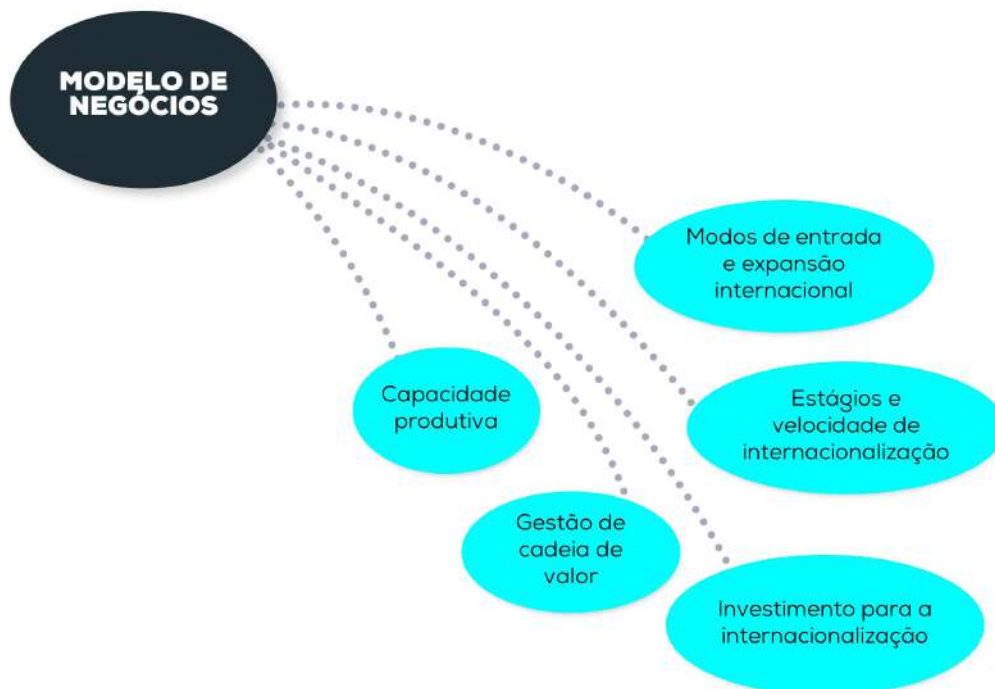 MODELO DE
NEGÓCIOS
Modos de entrada
e expansão
internacional
Capacidade
produtiva
Estágios e
velocidade de
internacionalização
Gestão de
cadeia de
valor
Investimento para a
internacionalização